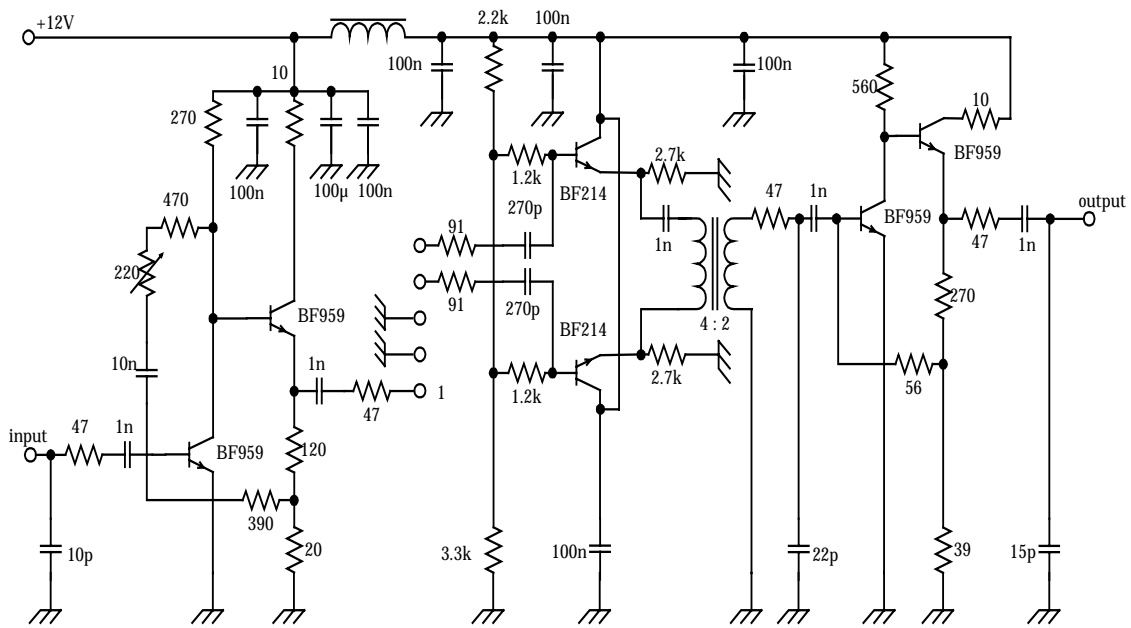 2.2k
100n
+12V
100n
100n
10
560
10
270
BF959
2.7k
1.2k
BF214
100n
100µ
100n
470
270p
47
1n
BF959
output
91
1n
47
1n
220
91
270
270p
BF959
4 : 2
BF214
10n
1n
2.7k
56
1
47
1.2k
input
47
1n
BF959
120
390
10p
20
3.3k
100n
22p
39
15p